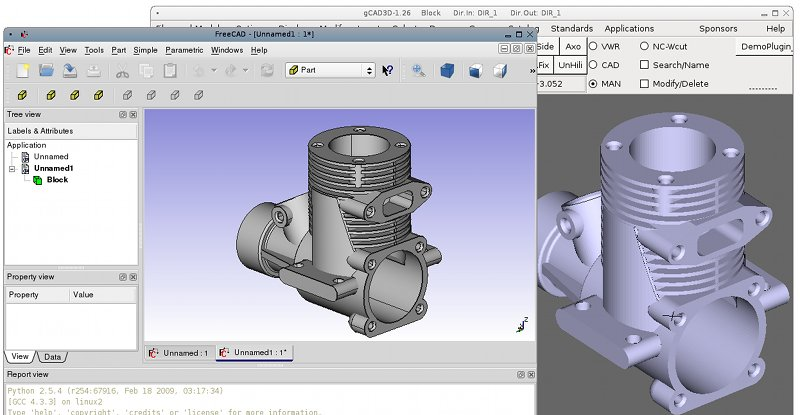 gCAD3D-1.26 Block Dir.In: DIR_1 Dir.Out: DIR_1
Standards Applications Sponsors Help
Side Axo VWR NC-Wcut DemoPlugin_
Fix UnHili CAD Search/Name
3.052 MAN Modify/Delete
FreeCAD - [Unnamed1 : 1*]
File Edit View Tools Part Simple Parametric Windows Help
Part
Tree view
Labels & Attributes
Application
Unnamed
Unnamed1
Block
Property view
Property Value
View Data
z
Unnamed : 1 Unnamed1 : 1*
Report view
Python 2.5.4 (r254:67916, Feb 18 2009, 03:17:34)
[GCC 4.3.3] on linux2
Type 'help', 'copyright', 'credits' or 'license' for more information.